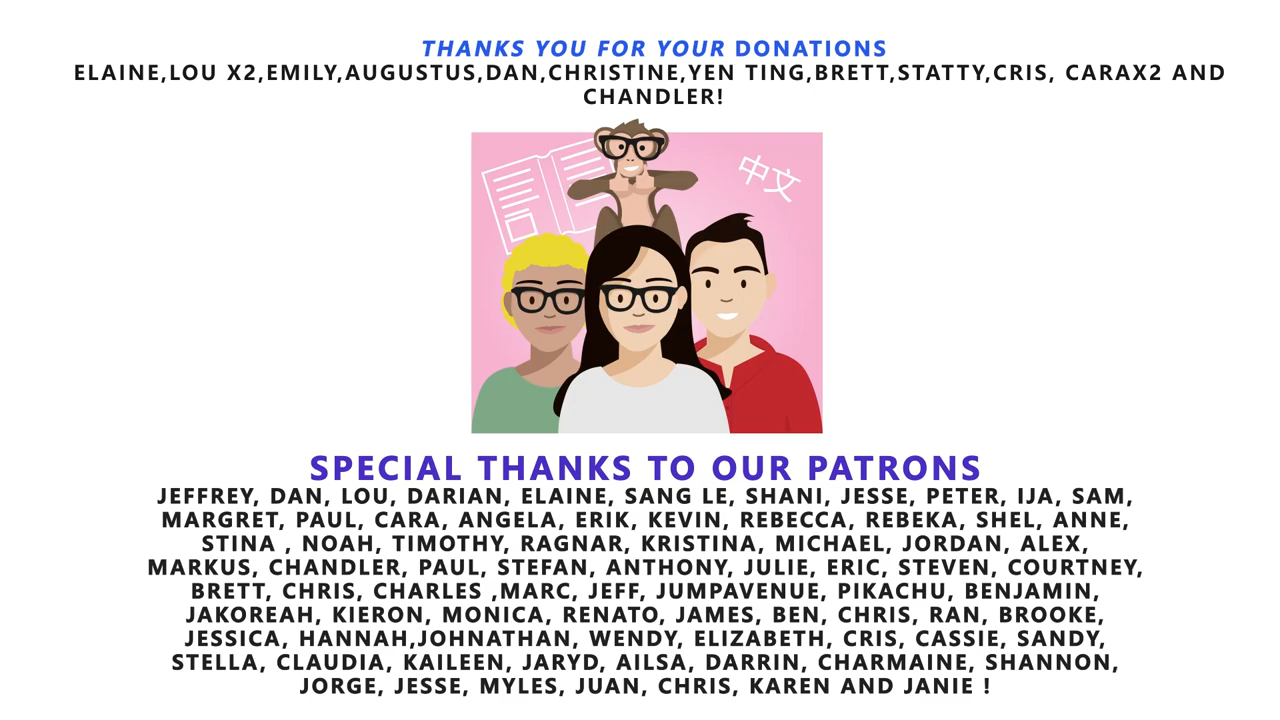 THANKS YOU FOR YOUR DONATIONS
ELAINE,LOU X2,EMILY,AUGUSTUS,DAN,CHRISTINE,YEN TING,BRETT,STATTY,CRIS, CARAX2 AND
CHANDLER!
中文
SPECIAL THANKS TO OUR PATRONS
JEFFREY, DAN, LOU, DARIAN, ELAINE, SANG LE, SHANI, JESSE, PETER, IJA, SAM,
MARGRET, PAUL, CARA, ANGELA, ERIK, KEVIN, REBECCA, REBEKA, SHEL, ANNE,
STINA , NOAH, TIMOTHY, RAGNAR, KRISTINA, MICHAEL, JORDAN, ALEX,
MARKUS, CHANDLER, PAUL, STEFAN, ANTHONY, JULIE, ERIC, STEVEN, COURTNEY,
BRETT, CHRIS, CHARLES ,MARC, JEFF, JUMPAVENUE, PIKACHU, BENJAMIN,
JAKOREAH, KIERON, MONICA, RENATO, JAMES, BEN, CHRIS, RAN, BROOKE,
JESSICA, HANNAH,JOHNATHAN, WENDY, ELIZABETH, CRIS, CASSIE, SANDY,
STELLA, CLAUDIA, KAILEEN, JARYD, AILSA, DARRIN, CHARMAINE, SHANNON,
JORGE, JESSE, MYLES, JUAN, CHRIS, KAREN AND JANIE !